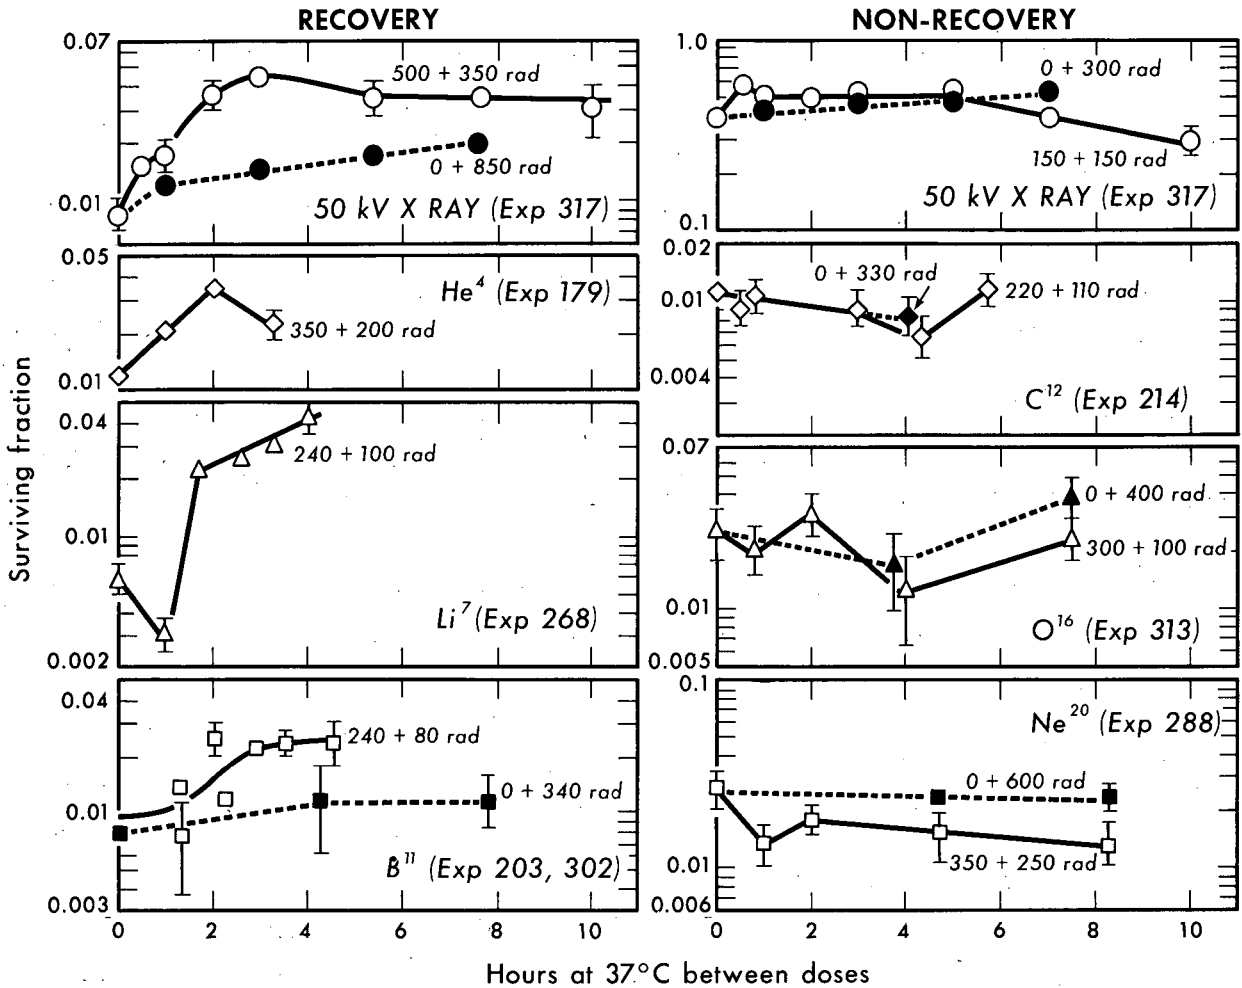 RECOVERY
NON-RECOVERY
Surviving fraction
0.07
0.01
500 + 350 rad
0 + 850 rad
50 kV X RAY (Exp 317)
0.05
0.01
He⁴ (Exp 179)
350 + 200 rad
0.04
0.01
0.002
240 + 100 rad
Li⁷ (Exp 268)
0.04
0.01
0.003
240 + 80 rad
0 + 340 rad
B¹¹ (Exp 203, 302)
0 2 4 6 8 10
1.0
0.1
0 + 300 rad
150 + 150 rad
50 kV X RAY (Exp 317)
0.02
0.01
0.004
0 + 330 rad
220 + 110 rad
C¹² (Exp 214)
0.07
0.01
0.005
0 + 400 rad
300 + 100 rad
O¹⁶ (Exp 313)
0.1
0.01
0.006
Ne²⁰ (Exp 288)
0 + 600 rad
350 + 250 rad
0 2 4 6 8 10
Hours at 37°C between doses